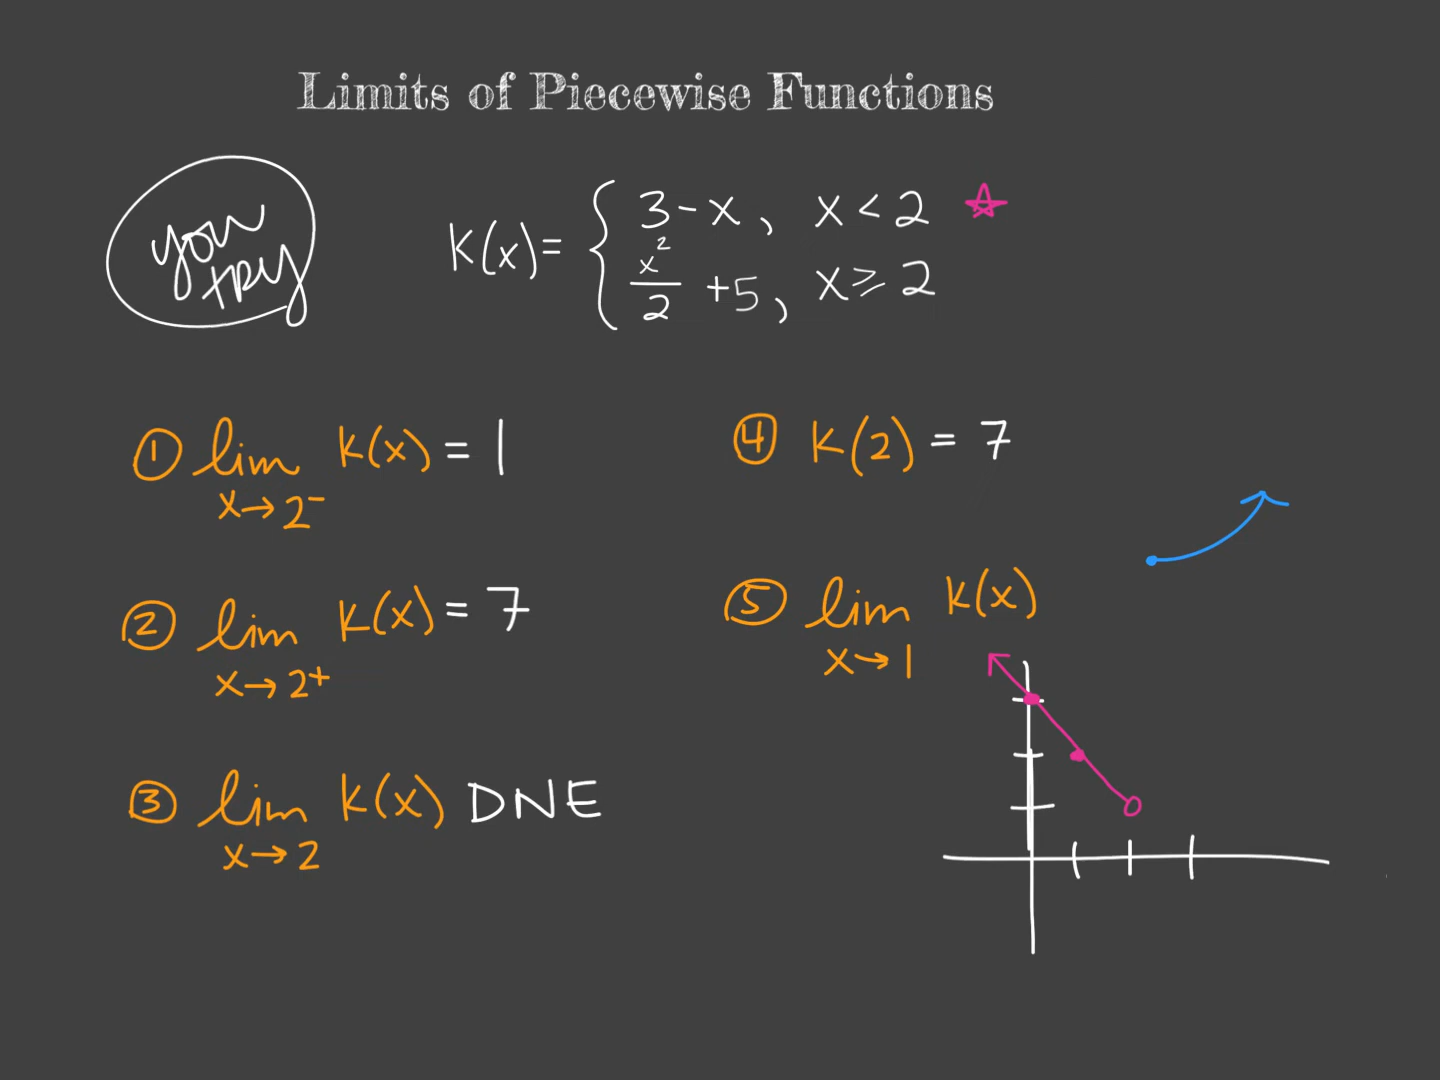 Limits of Piecewise Functions
you
try
K(x)= { 3-x, x<2
x²/2 +5, x≥2
① lim x→2⁻ K(x) = 1
② lim x→2⁺ K(x) = 7
③ lim x→2 K(x) DNE
④ K(2) = 7
⑤ lim x→1 K(x)